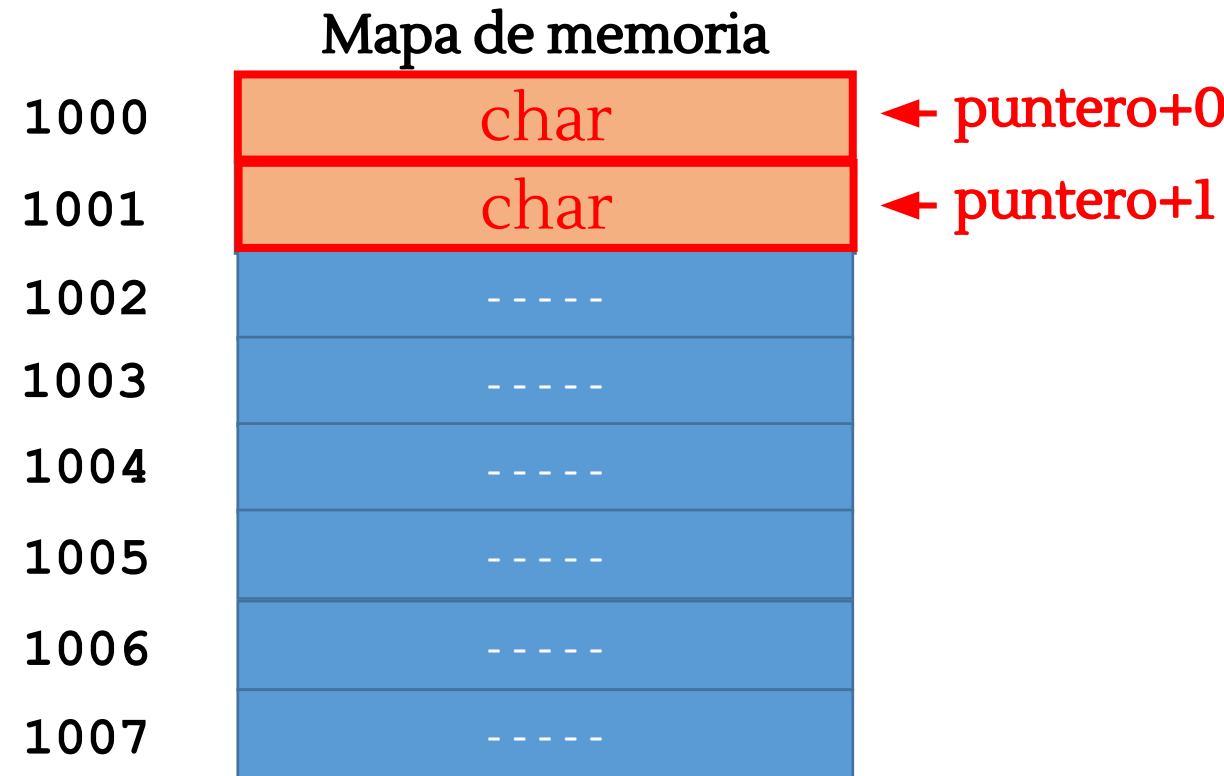 Mapa de memoria
1000 char puntero+0
1001 char puntero+1
1002 -----
1003 -----
1004 -----
1005 -----
1006 -----
1007 -----